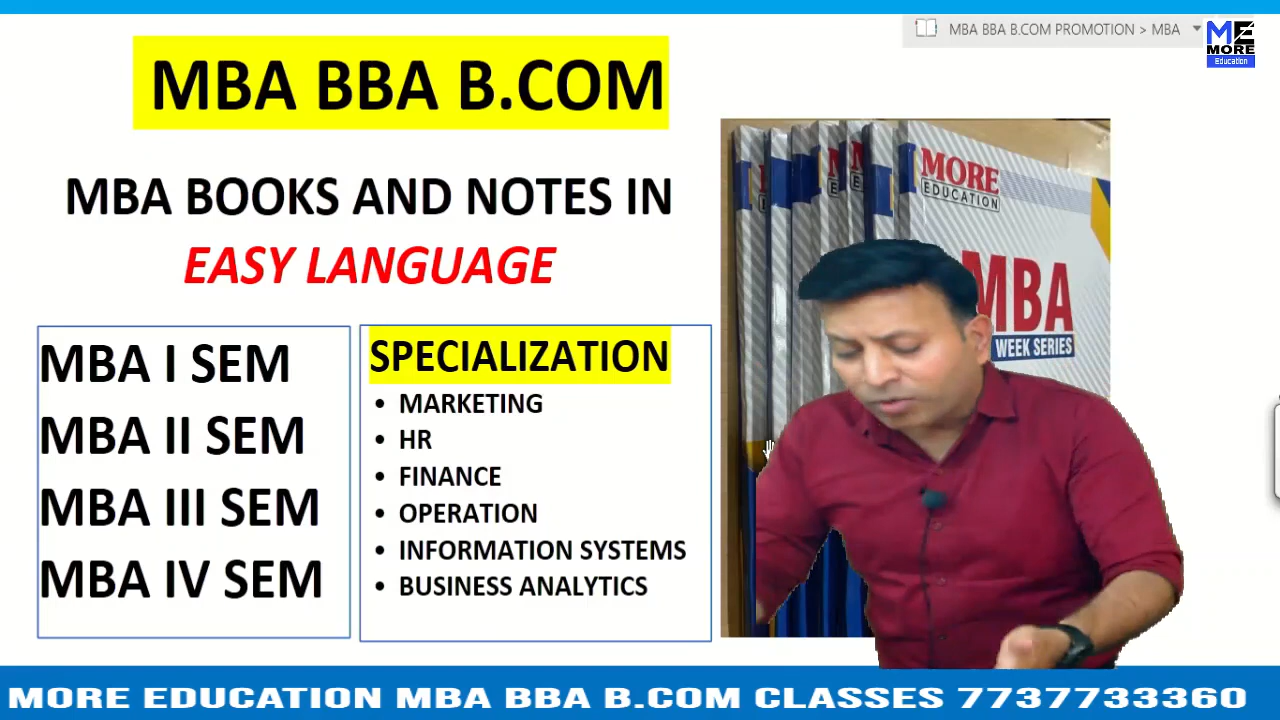 MBA BBA B.COM PROMOTION > MBA
ME
MORE
Education
MBA BBA B.COM
MBA BOOKS AND NOTES IN
EASY LANGUAGE
MBA I SEM
MBA II SEM
MBA III SEM
MBA IV SEM
SPECIALIZATION
• MARKETING
• HR
• FINANCE
• OPERATION
• INFORMATION SYSTEMS
• BUSINESS ANALYTICS
MORE
EDUCATION
MBA
WEEK SERIES
MORE EDUCATION MBA BBA B.COM CLASSES 7737733360